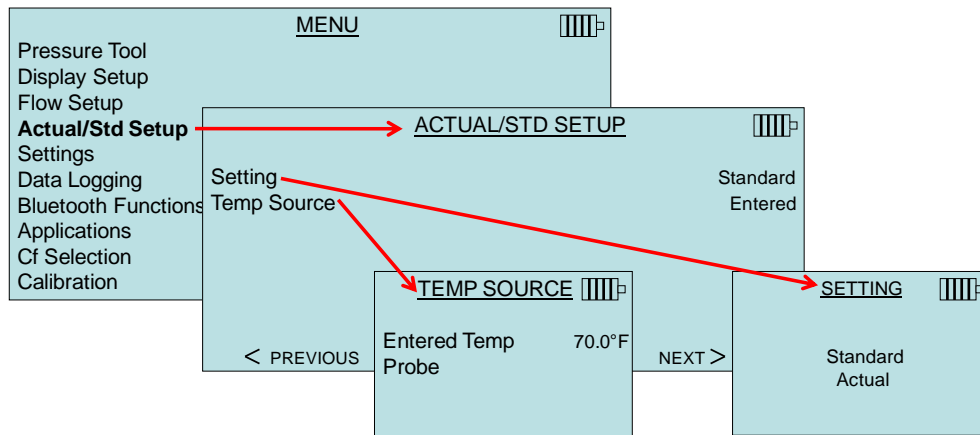 MENU
Pressure Tool
Display Setup
Flow Setup
Actual/Std Setup
Settings
Data Logging
Bluetooth Functions
Applications
Cf Selection
Calibration
ACTUAL/STD SETUP
Setting Standard
Temp Source Entered
< PREVIOUS
NEXT >
TEMP SOURCE
Entered Temp 70.0°F
Probe
SETTING
Standard
Actual